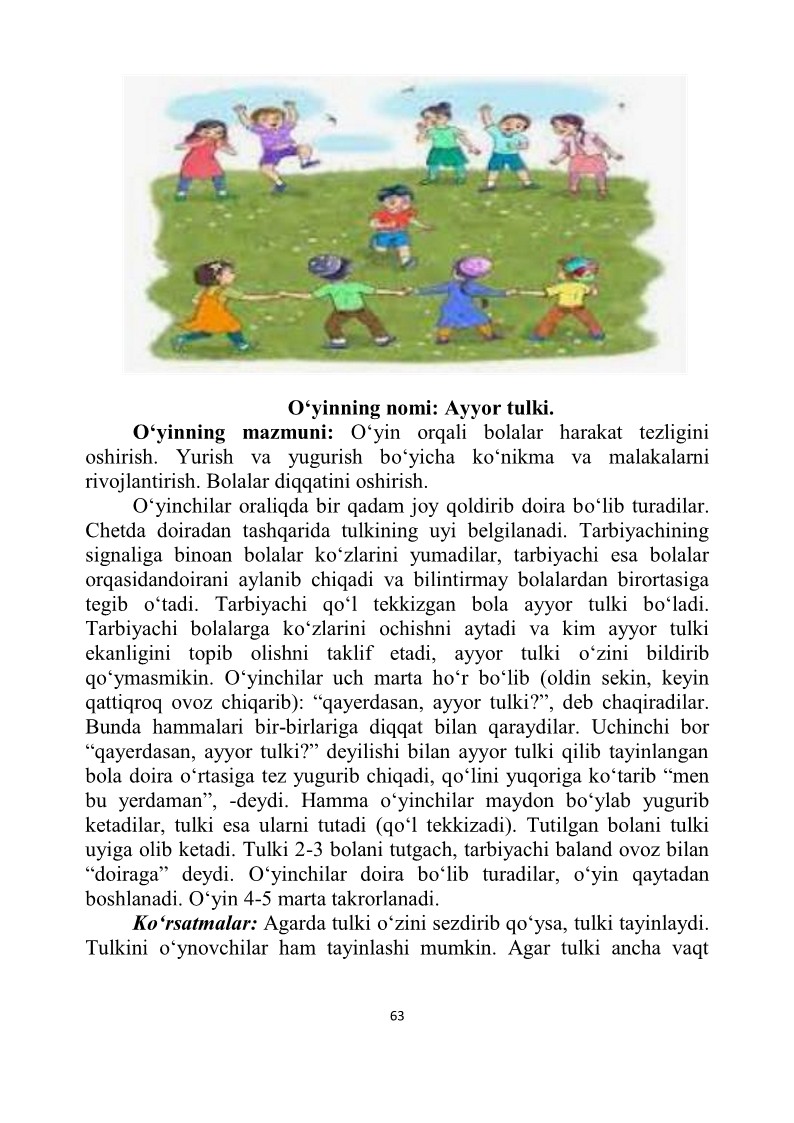 O‘yinning nomi: Ayyor tulki.
O‘yinning mazmuni: O‘yin orqali bolalar harakat tezligini
oshirish. Yurish va yugurish bo‘yicha ko‘nikma va malakalarni
rivojlantirish. Bolalar diqqatini oshirish.
O‘yinchilar oraliqda bir qadam joy qoldirib doira bo‘lib turadilar.
Chetda doiradan tashqarida tulkining uyi belgilanadi. Tarbiyachining
signaliga binoan bolalar ko‘zlarini yumadilar, tarbiyachi esa bolalar
orqasidandoirani aylanib chiqadi va bilintirmay bolalardan birortasiga
tegib o‘tadi. Tarbiyachi qo‘l tekkizgan bola ayyor tulki bo‘ladi.
Tarbiyachi bolalarga ko‘zlarini ochishni aytadi va kim ayyor tulki
ekanligini topib olishni taklif etadi, ayyor tulki o‘zini bildirib
qo‘ymasmikin. O‘yinchilar uch marta ho‘r bo‘lib (oldin sekin, keyin
qattiqroq ovoz chiqarib): “qayerdasan, ayyor tulki?”, deb chaqiradilar.
Bunda hammalari bir-birlariga diqqat bilan qaraydilar. Uchinchi bor
“qayerdasan, ayyor tulki?” deyilishi bilan ayyor tulki qilib tayinlangan
bola doira o‘rtasiga tez yugurib chiqadi, qo‘lini yuqoriga ko‘tarib “men
bu yerdaman”, -deydi. Hamma o‘yinchilar maydon bo‘ylab yugurib
ketadilar, tulki esa ularni tutadi (qo‘l tekkizadi). Tutilgan bolani tulki
uyiga olib ketadi. Tulki 2-3 bolani tutgach, tarbiyachi baland ovoz bilan
“doiraga” deydi. O‘yinchilar doira bo‘lib turadilar, o‘yin qaytadan
boshlanadi. O‘yin 4-5 marta takrorlanadi.
Ko‘rsatmalar: Agarda tulki o‘zini sezdirib qo‘ysa, tulki tayinlaydi.
Tulkini o‘ynovchilar ham tayinlashi mumkin. Agar tulki ancha vaqt
63